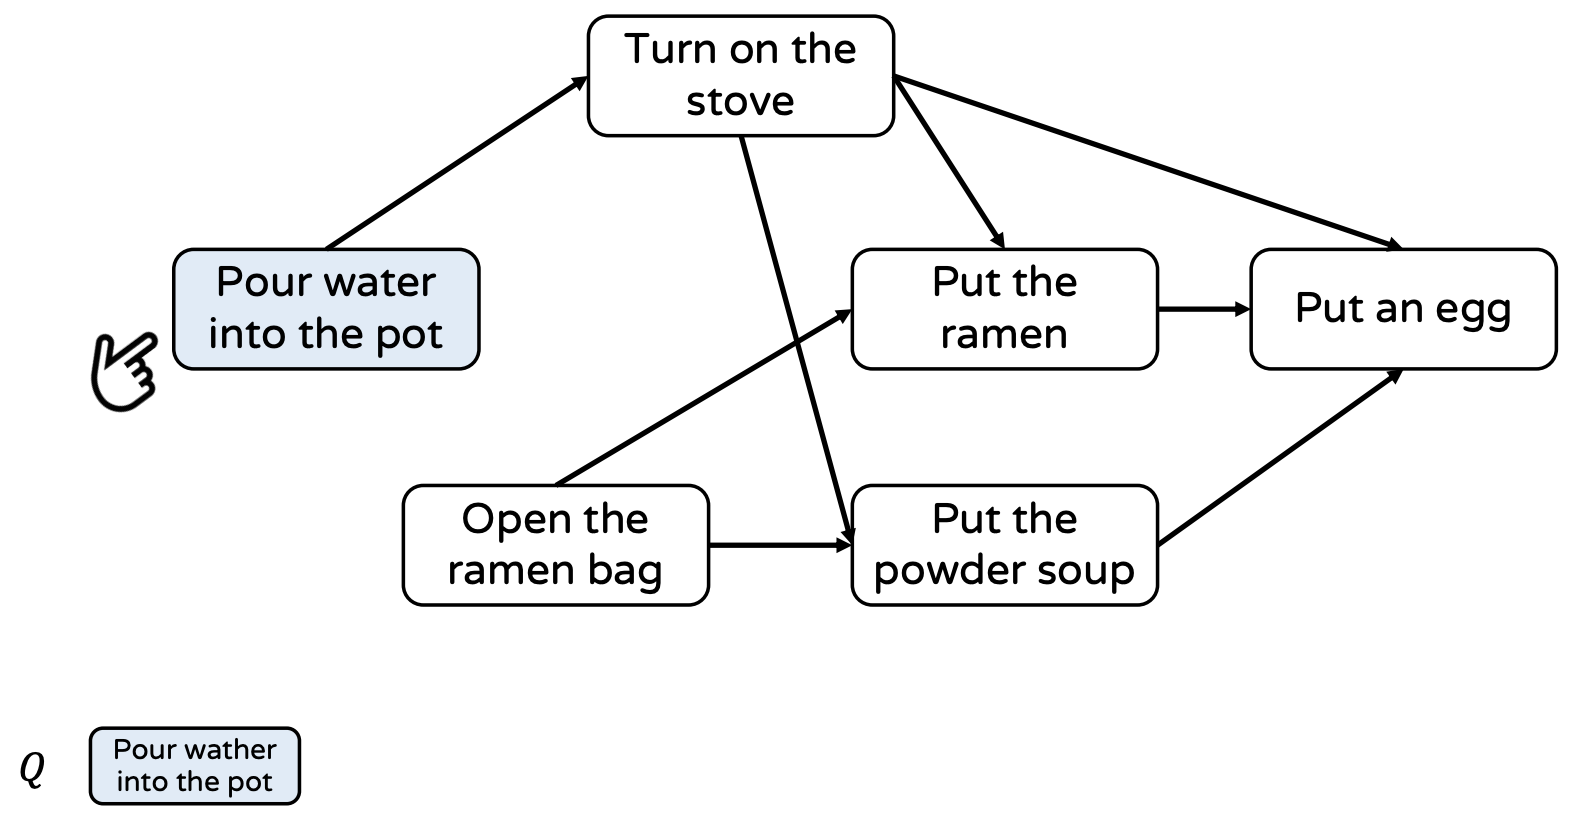 Turn on the
stove
Pour water
into the pot
Put the
ramen
Put an egg
Open the
ramen bag
Put the
powder soup
Q
Pour wather
into the pot